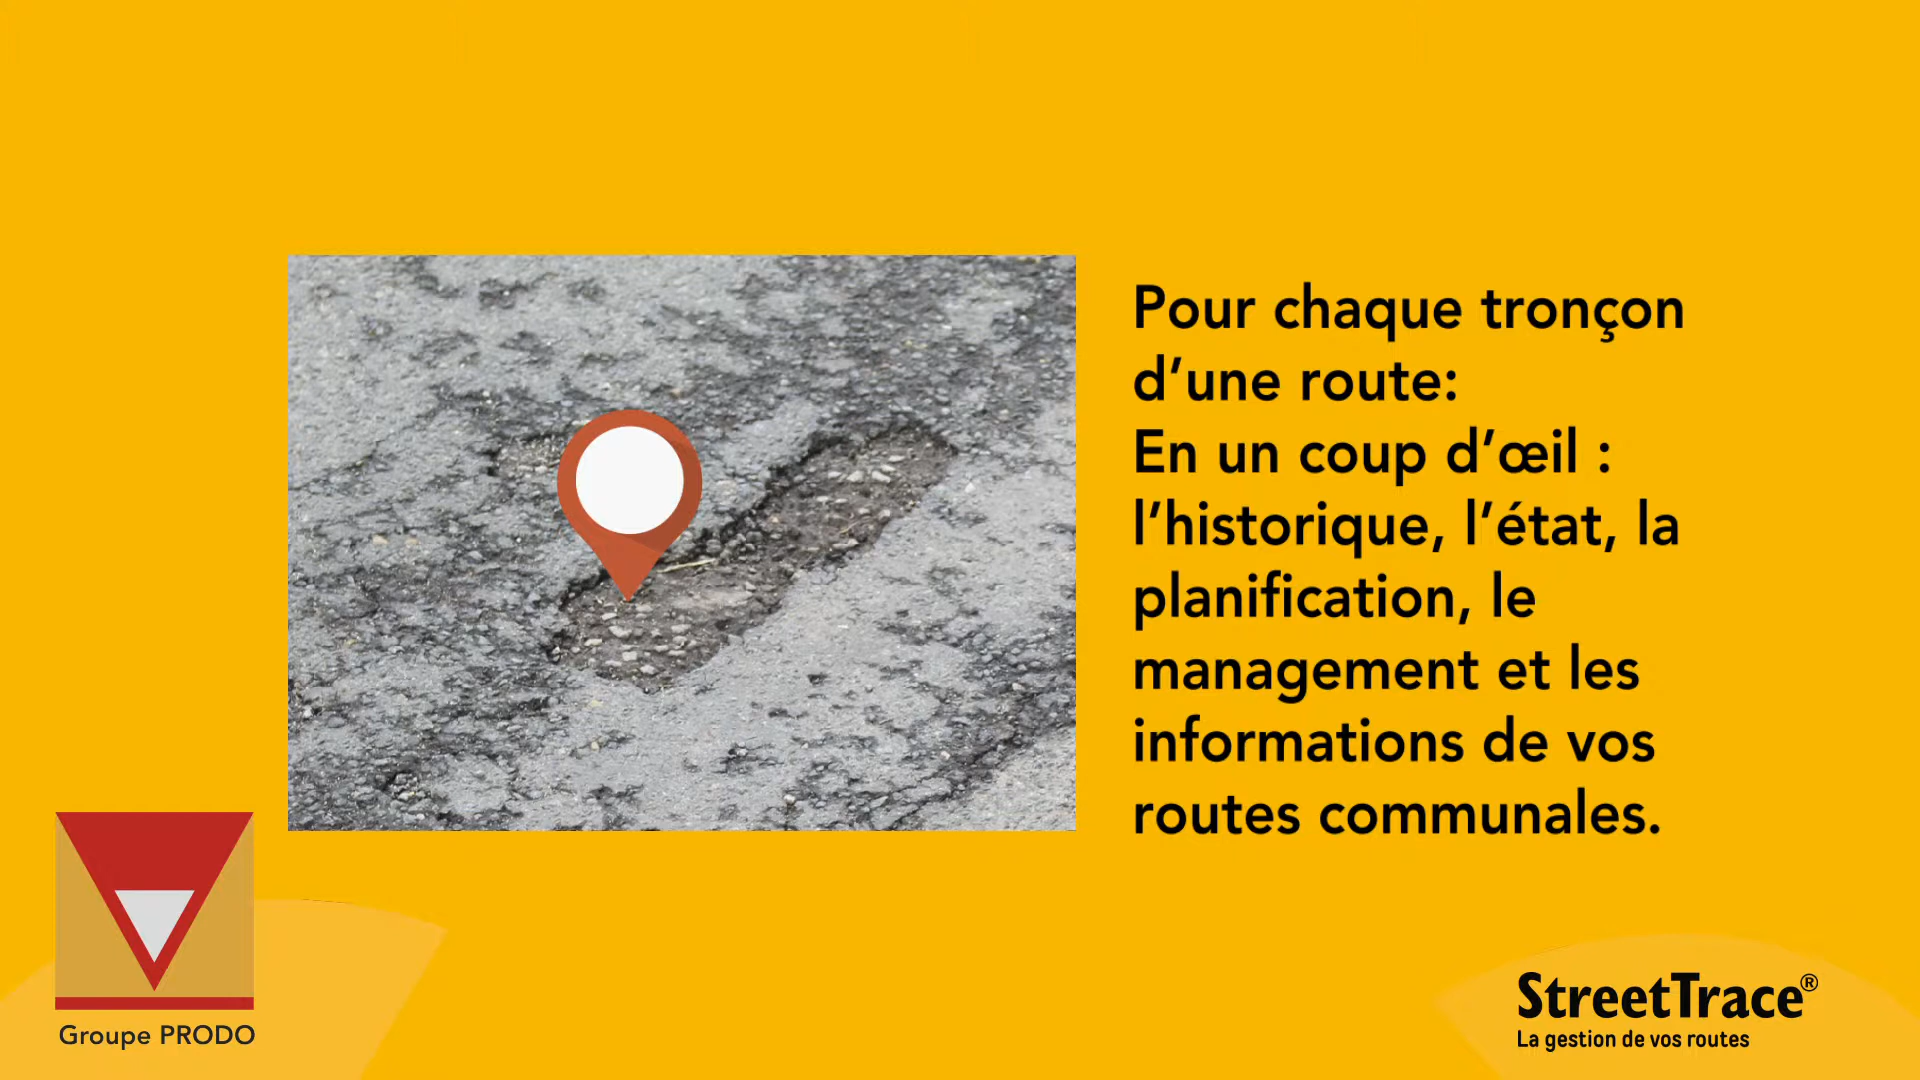 Pour chaque tronçon
d’une route:
En un coup d’œil :
l’historique, l’état, la
planification, le
management et les
informations de vos
routes communales.
Groupe PRODO
StreetTrace®
La gestion de vos routes